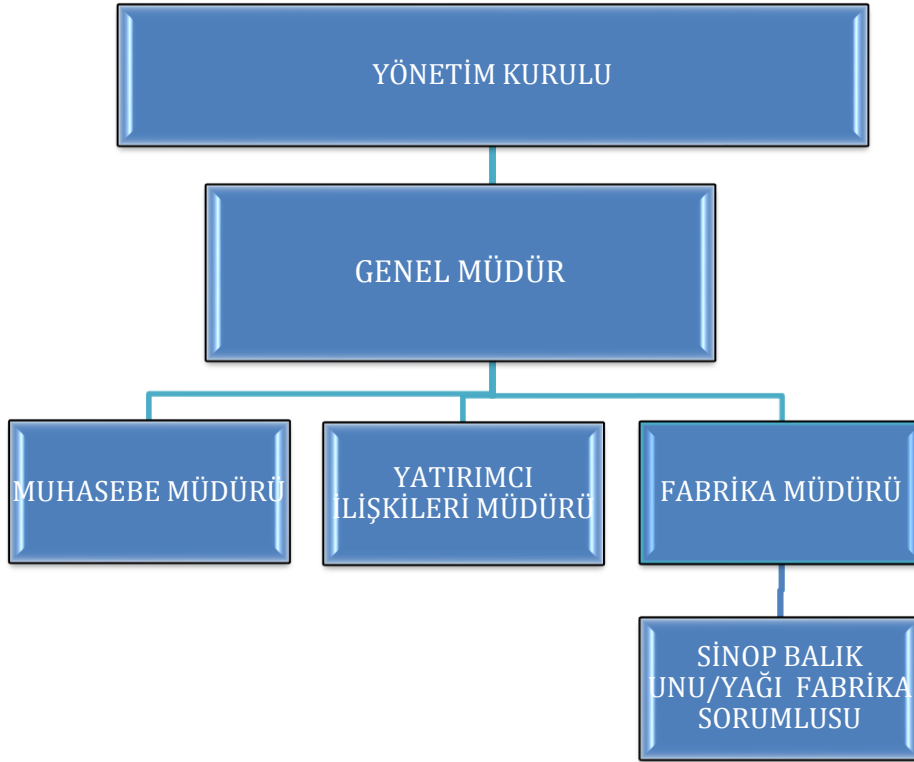 YÖNETİM KURULU
GENEL MÜDÜR
MUHASEBE MÜDÜRÜ
YATIRIMCI
İLİŞKİLERİ MÜDÜRÜ
FABRİKA MÜDÜRÜ
SİNOP BALIK
UNU/YAĞI FABRİKA
SORUMLUSU